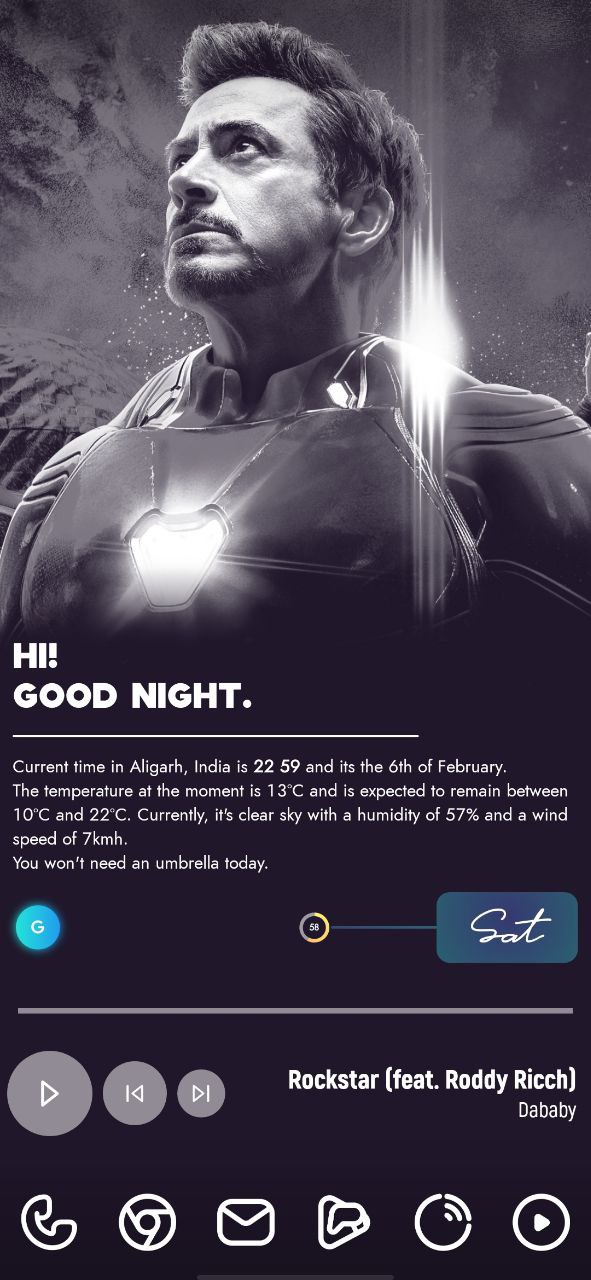 HI!
GOOD NIGHT.
Current time in Aligarh, India is 22 59 and its the 6th of February.
The temperature at the moment is 13°C and is expected to remain between
10°C and 22°C. Currently, it's clear sky with a humidity of 57% and a wind
speed of 7kmh.
You won't need an umbrella today.
G
58
Sat
Rockstar (feat. Roddy Ricch)
Dababy